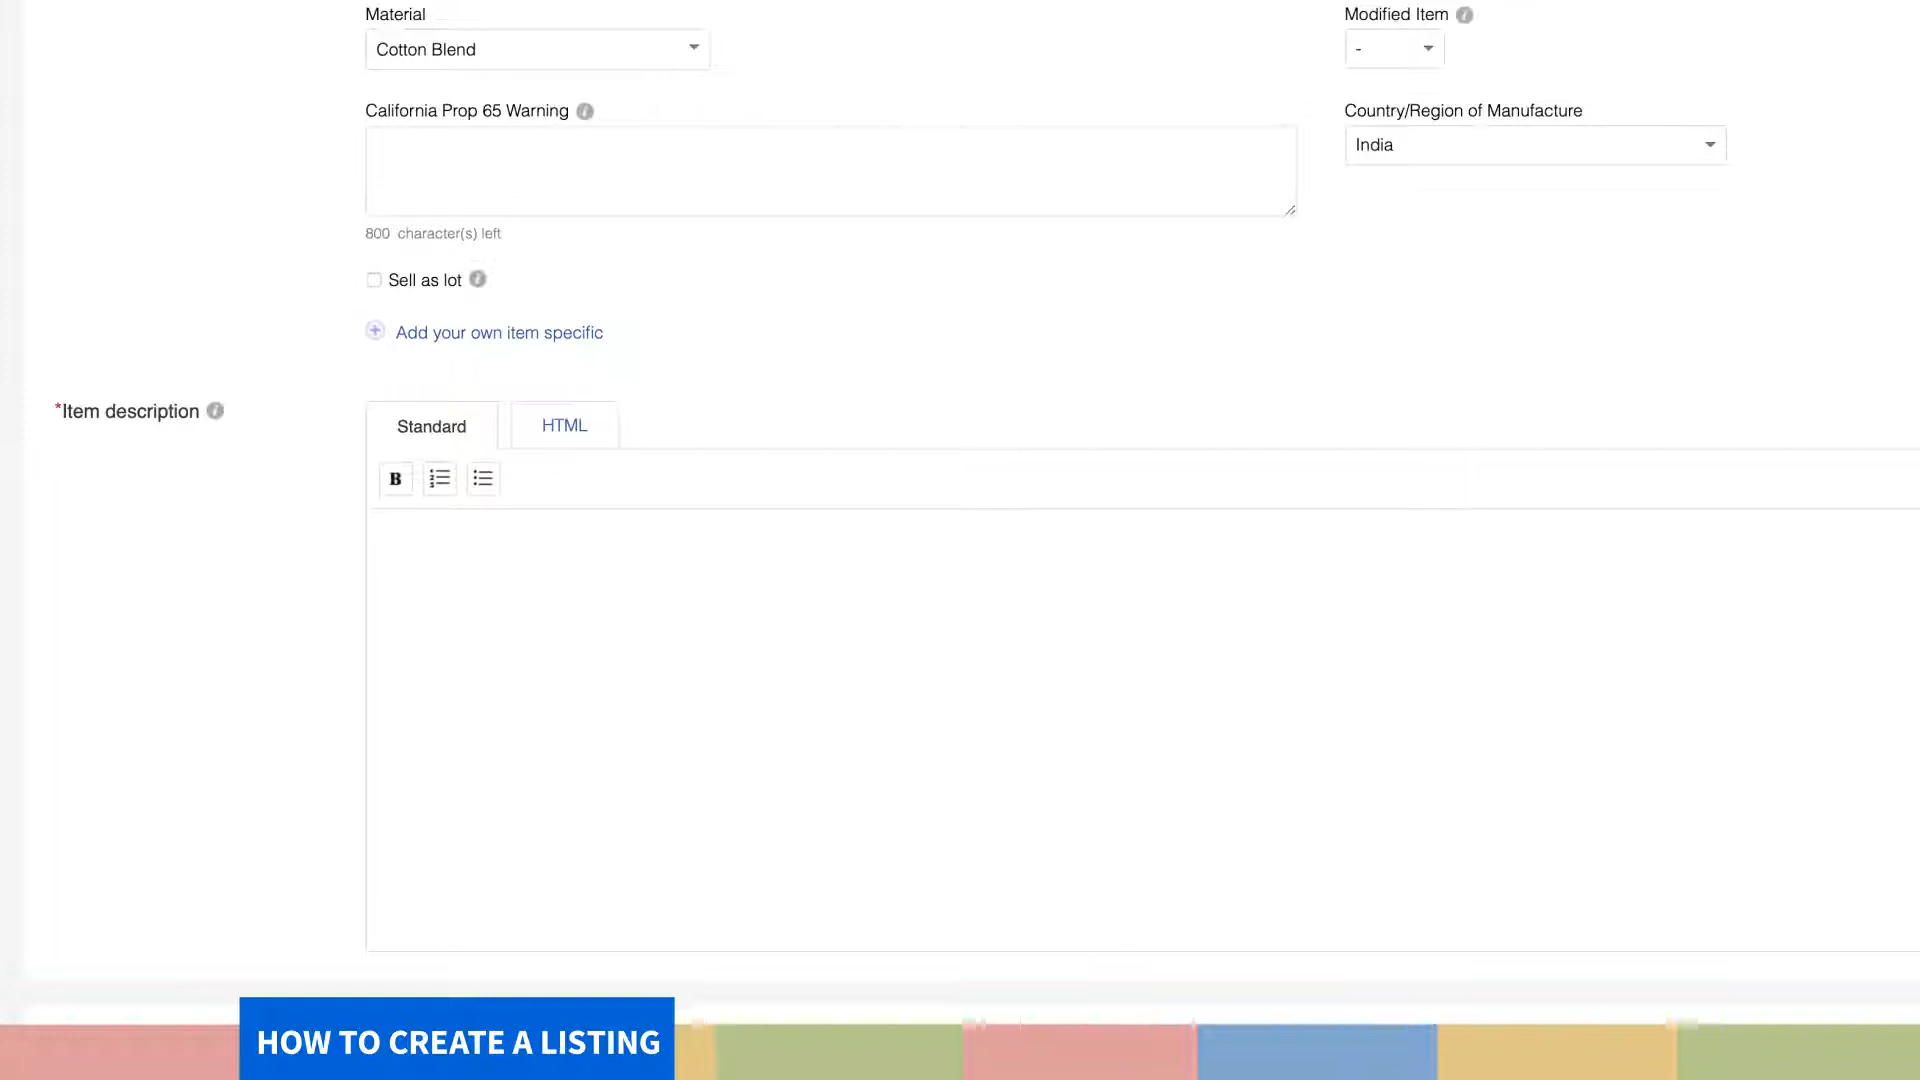 Material
Modified Item
Cotton Blend
-
California Prop 65 Warning
Country/Region of Manufacture
India
800 character(s) left
Sell as lot
Add your own item specific
*Item description
Standard
HTML
B
HOW TO CREATE A LISTING